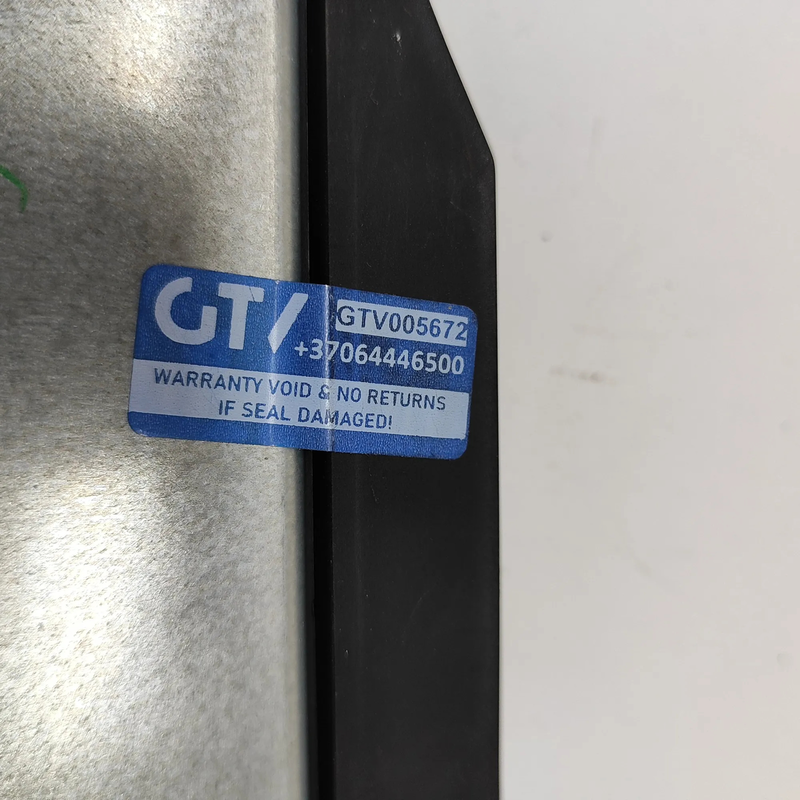 GTV
GTV005672
+37064446500
WARRANTY VOID & NO RETURNS
IF SEAL DAMAGED!